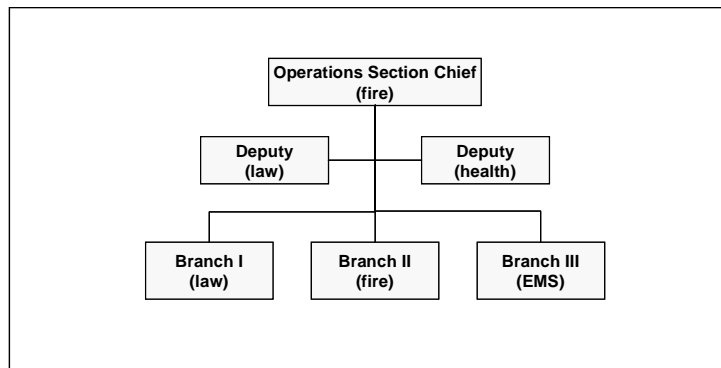 Operations Section Chief
(fire)
Deputy
(law)
Deputy
(health)
Branch I
(law)
Branch II
(fire)
Branch III
(EMS)